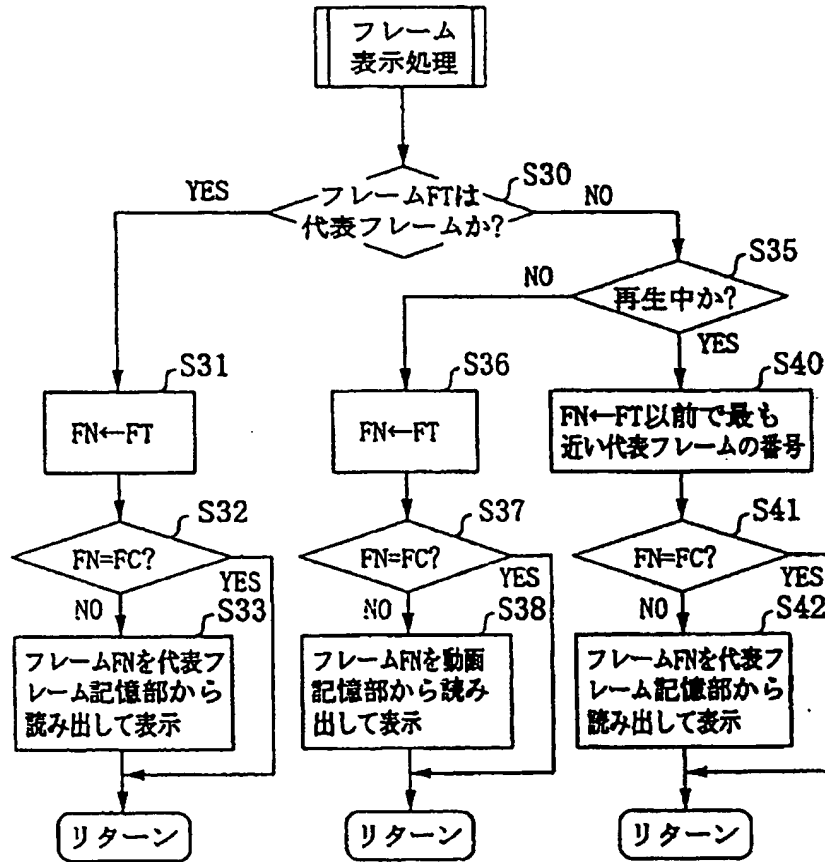 フレーム
表示処理
S30
YES
フレームFTは
代表フレームか?
NO
S35
NO
再生中か?
YES
S31
S36
S40
FN←FT
FN←FT
FN←FT以前で最も
近い代表フレームの番号
S32
S37
S41
FN=FC?
FN=FC?
FN=FC?
YES
YES
YES
NO
S33
NO
S38
NO
S42
フレームFNを代表フ
レーム記憶部から
読み出して表示
フレームFNを動画
記憶部から読み
出して表示
フレームFNを代表フ
レーム記憶部から
読み出して表示
リターン
リターン
リターン